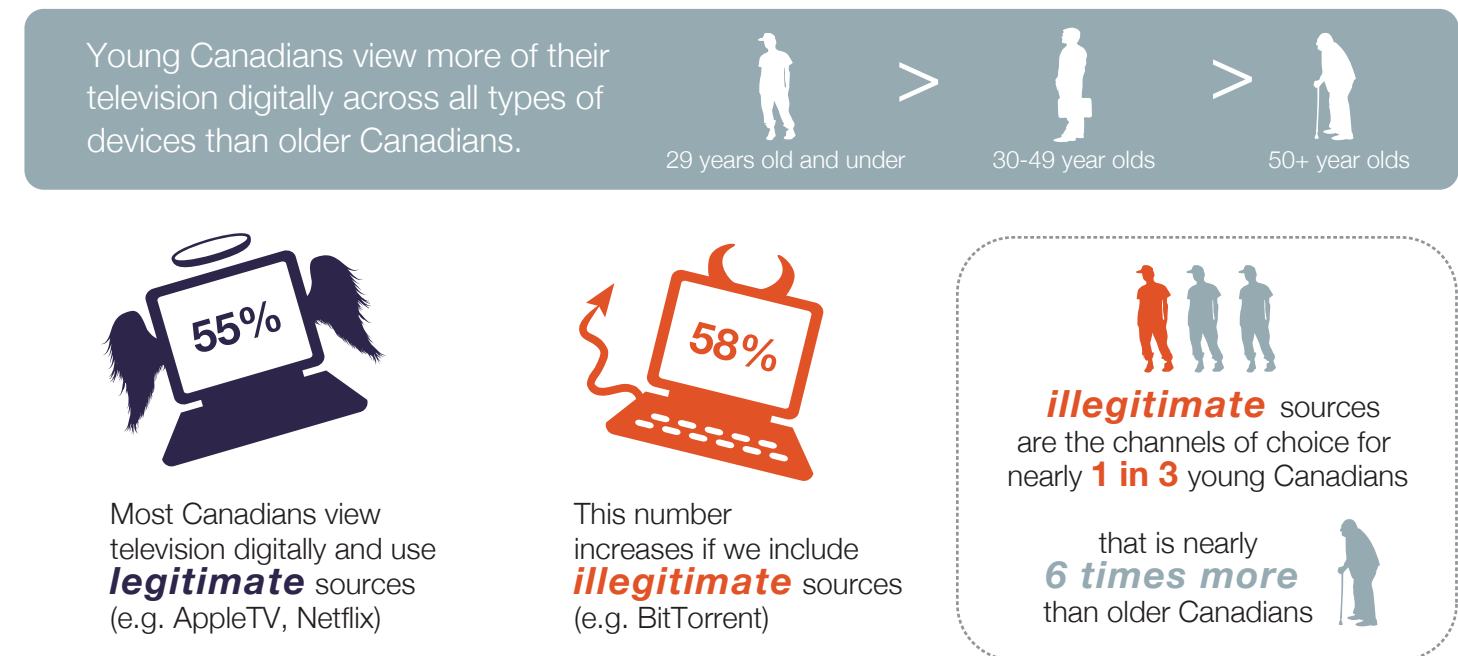 Young Canadians view more of their
television digitally across all types of
devices than older Canadians.
>
>
29 years old and under
30-49 year olds
50+ year olds
55%
Most Canadians view
television digitally and use
legitimate sources
(e.g. AppleTV, Netflix)
58%
This number
increases if we include
illegitimate sources
(e.g. BitTorrent)
illegitimate sources
are the channels of choice for
nearly 1 in 3 young Canadians
that is nearly
6 times more
than older Canadians